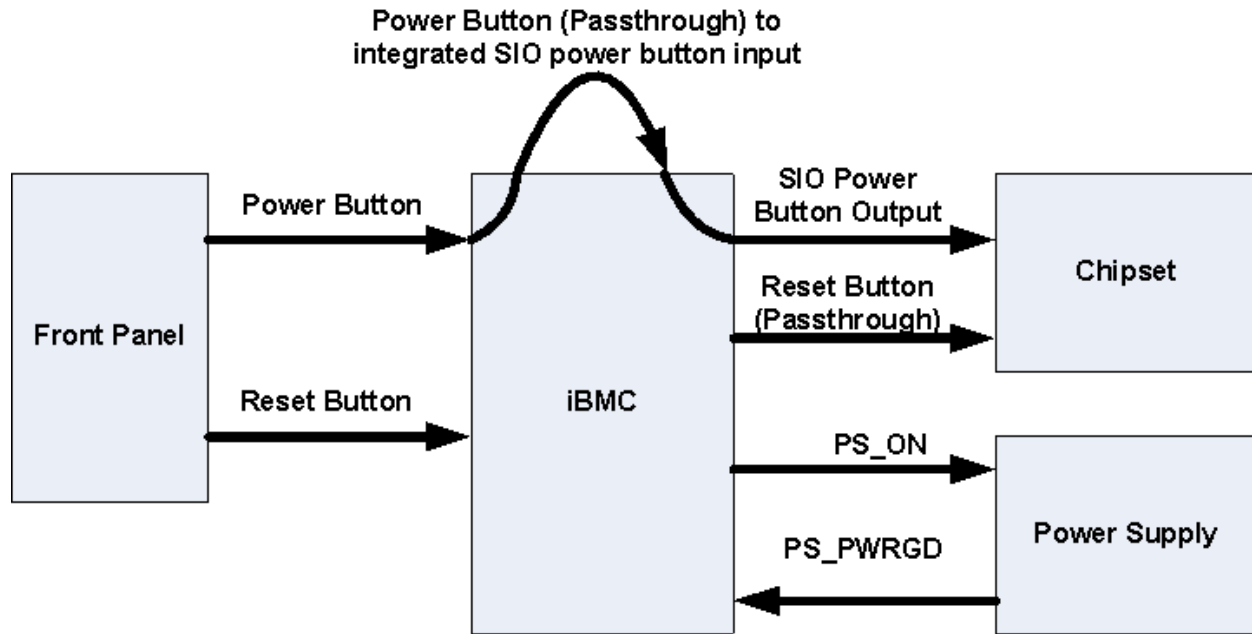 Power Button (Passthrough) to
integrated SIO power button input
Power Button
SIO Power
Button Output
Chipset
Reset Button
(Passthrough)
Front Panel
Reset Button
iBMC
PS_ON
Power Supply
PS_PWRGD